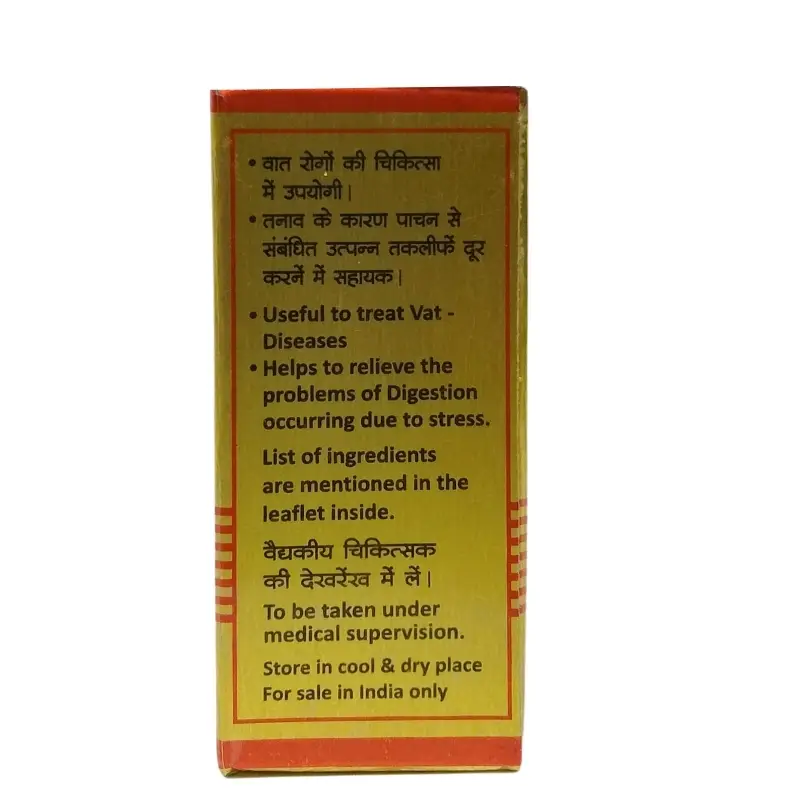 • वात रोगों की चिकित्सा
में उपयोगी।
• तनाव के कारण पाचन से
संबंधित उत्पन्न तकलीफें दूर
करनें में सहायक।
• Useful to treat Vat -
Diseases
• Helps to relieve the
problems of Digestion
occurring due to stress.
List of ingredients
are mentioned in the
leaflet inside.
वैद्यकीय चिकित्सक
की देखरेंख में लें।
To be taken under
medical supervision.
Store in cool & dry place
For sale in India only